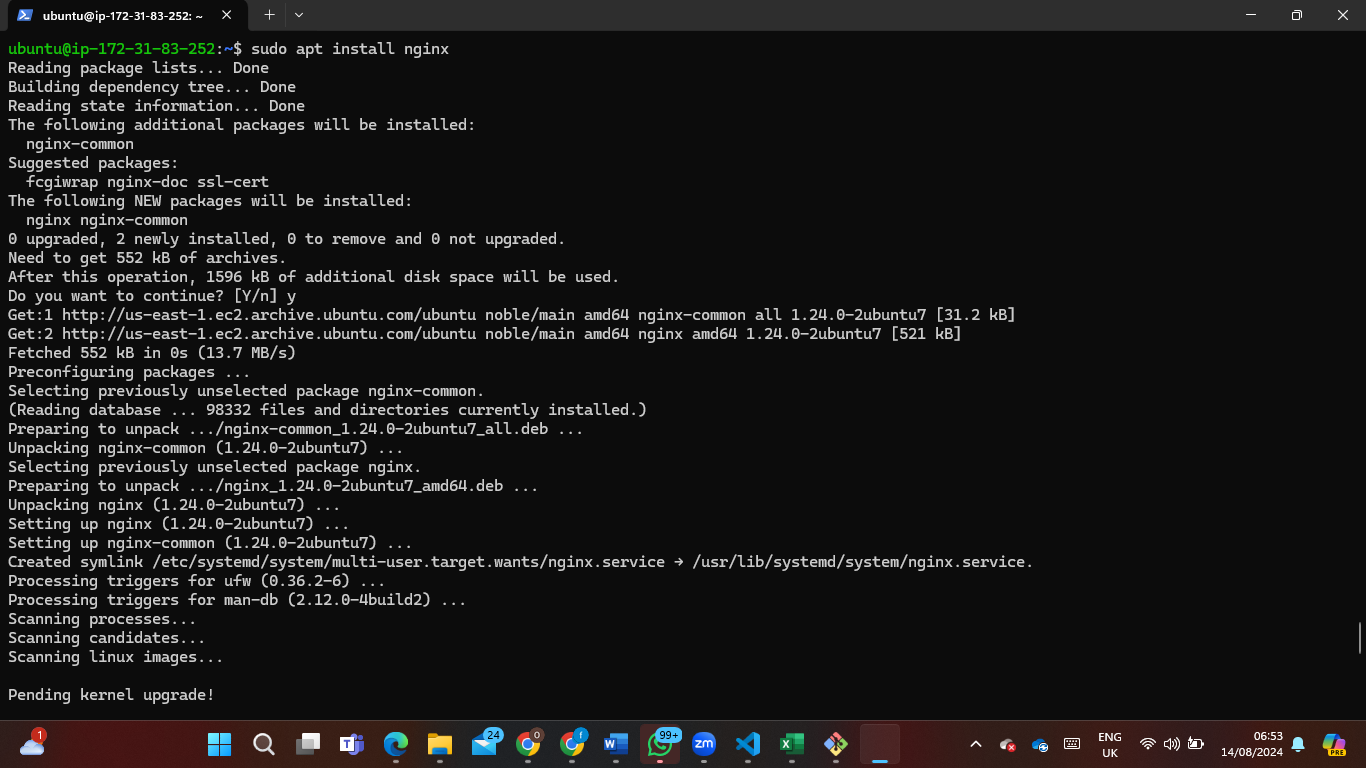 ubuntu@ip-172-31-83-252: ~
ubuntu@ip-172-31-83-252:~$ sudo apt install nginx
Reading package lists... Done
Building dependency tree... Done
Reading state information... Done
The following additional packages will be installed:
  nginx-common
Suggested packages:
  fcgiwrap nginx-doc ssl-cert
The following NEW packages will be installed:
  nginx nginx-common
0 upgraded, 2 newly installed, 0 to remove and 0 not upgraded.
Need to get 552 kB of archives.
After this operation, 1596 kB of additional disk space will be used.
Do you want to continue? [Y/n] y
Get:1 http://us-east-1.ec2.archive.ubuntu.com/ubuntu noble/main amd64 nginx-common all 1.24.0-2ubuntu7 [31.2 kB]
Get:2 http://us-east-1.ec2.archive.ubuntu.com/ubuntu noble/main amd64 nginx amd64 1.24.0-2ubuntu7 [521 kB]
Fetched 552 kB in 0s (13.7 MB/s)
Preconfiguring packages ...
Selecting previously unselected package nginx-common.
(Reading database ... 98332 files and directories currently installed.)
Preparing to unpack .../nginx-common_1.24.0-2ubuntu7_all.deb ...
Unpacking nginx-common (1.24.0-2ubuntu7) ...
Selecting previously unselected package nginx.
Preparing to unpack .../nginx_1.24.0-2ubuntu7_amd64.deb ...
Unpacking nginx (1.24.0-2ubuntu7) ...
Setting up nginx (1.24.0-2ubuntu7) ...
Setting up nginx-common (1.24.0-2ubuntu7) ...
Created symlink /etc/systemd/system/multi-user.target.wants/nginx.service → /usr/lib/systemd/system/nginx.service.
Processing triggers for ufw (0.36.2-6) ...
Processing triggers for man-db (2.12.0-4build2) ...
Scanning processes...
Scanning candidates...
Scanning linux images...
Pending kernel upgrade!
1
T
24
0
f
W
99+
zm
X
ENG
UK
06:53
14/08/2024
PRE